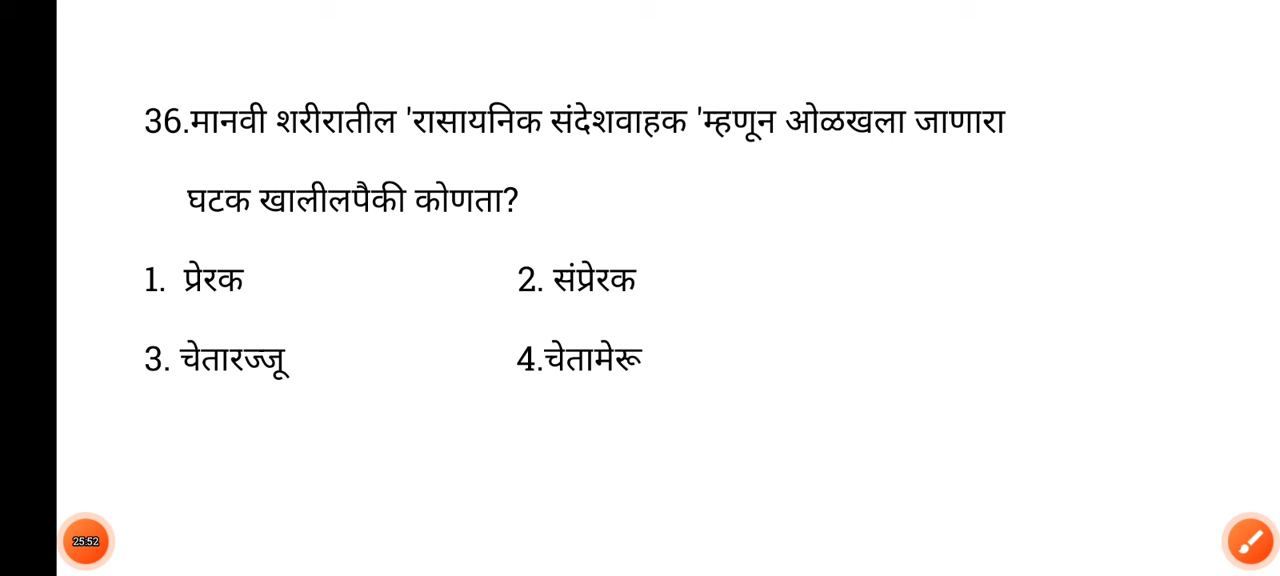 36.मानवी शरीरातील 'रासायनिक संदेशवाहक 'म्हणून ओळखला जाणारा
घटक खालीलपैकी कोणता?
1. प्रेरक 2. संप्रेरक
3. चेतारज्जू 4.चेतामेरू
25:52